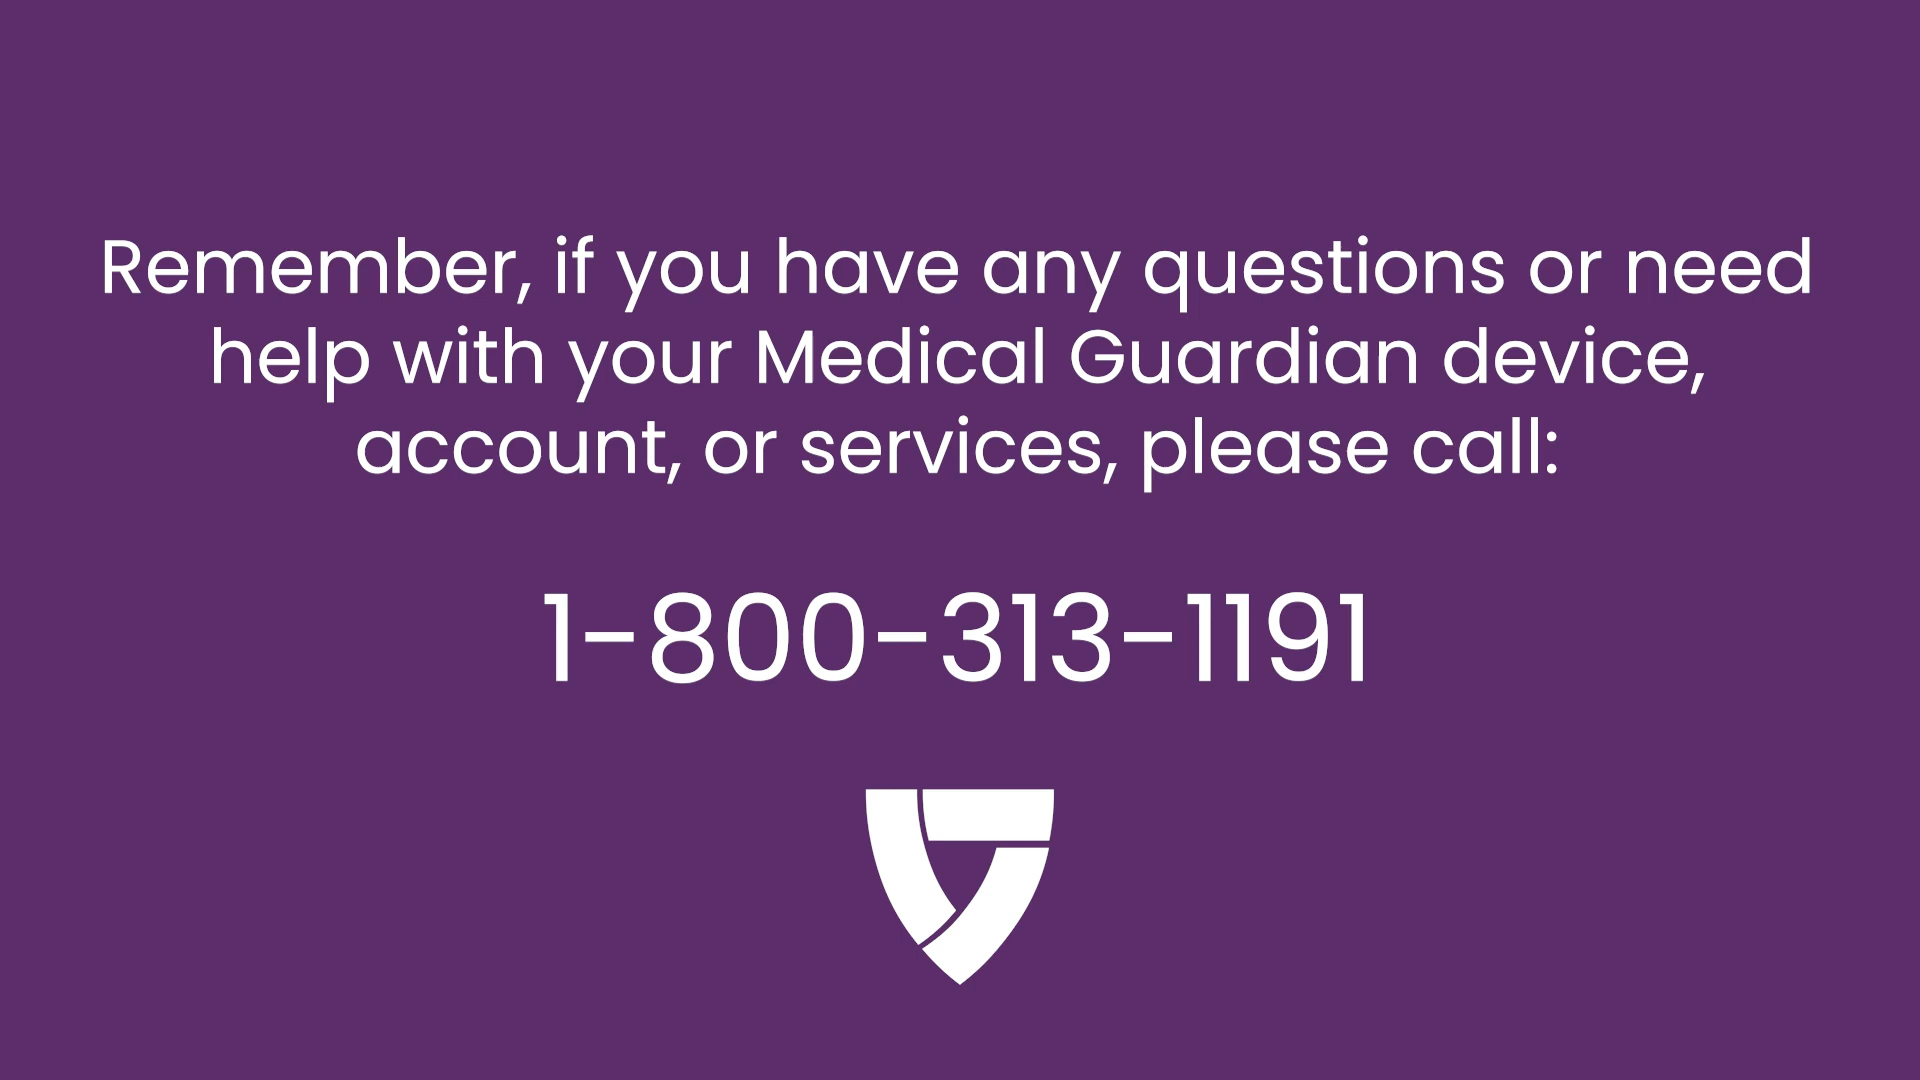 Remember, if you have any questions or need
help with your Medical Guardian device,
account, or services, please call:
1-800-313-1191